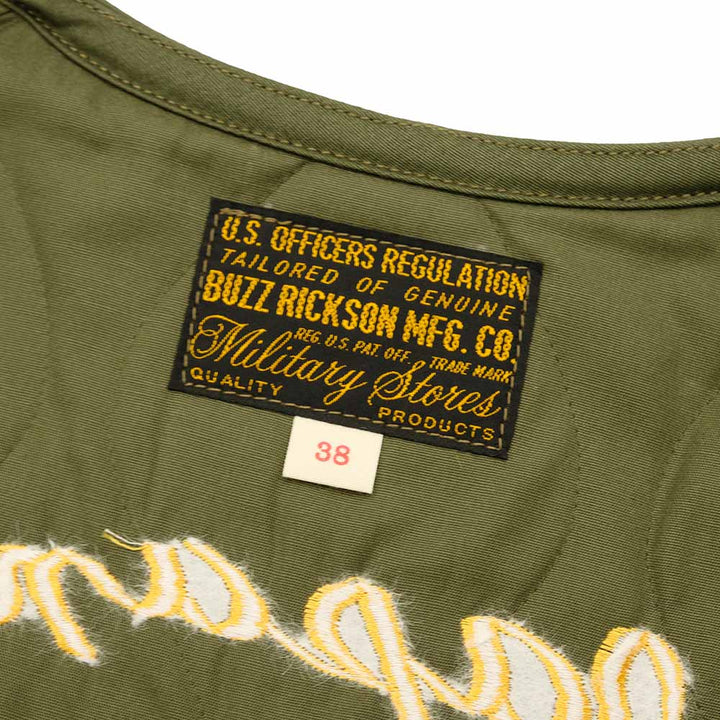 U.S. OFFICERS REGULATION
TAILORED OF GENUINE
BUZZ RICKSON MFG. CO.
REG. U.S. PAT. OFF. TRADE MARK
Military Stores
QUALITY PRODUCTS
38